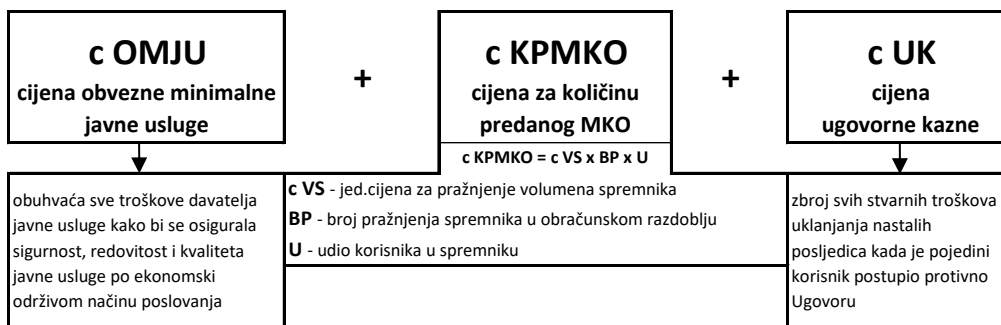 c OMJU
cijena obvezne minimalne
javne usluge
+
c KPMKO
cijena za količinu
predanog MKO
c KPMKO = c VS x BP x U
+
c UK
cijena
ugovorne kazne
obuhvaća sve troškove davatelja
javne usluge kako bi se osigurala
sigurnost, redovitost i kvaliteta
javne usluge po ekonomski
održivom načinu poslovanja
c VS - jed.cijena za pražnjenje volumena spremnika
BP - broj pražnjenja spremnika u obračunskom razdoblju
U - udio korisnika u spremniku
zbroj svih stvarnih troškova
uklanjanja nastalih
posljedica kada je pojedini
korisnik postupio protivno
Ugovoru